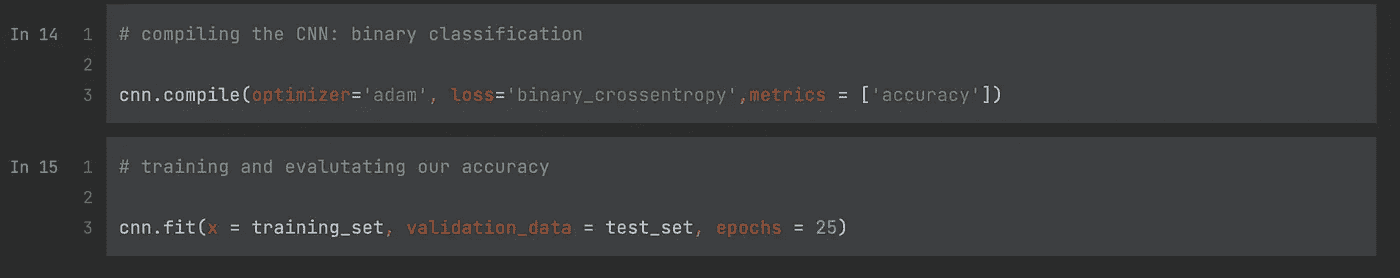 In 14 1 # compiling the CNN: binary classification
2
3 cnn.compile(optimizer='adam', loss='binary_crossentropy',metrics = ['accuracy'])
In 15 1 # training and evalutating our accuracy
2
3 cnn.fit(x = training_set, validation_data = test_set, epochs = 25)